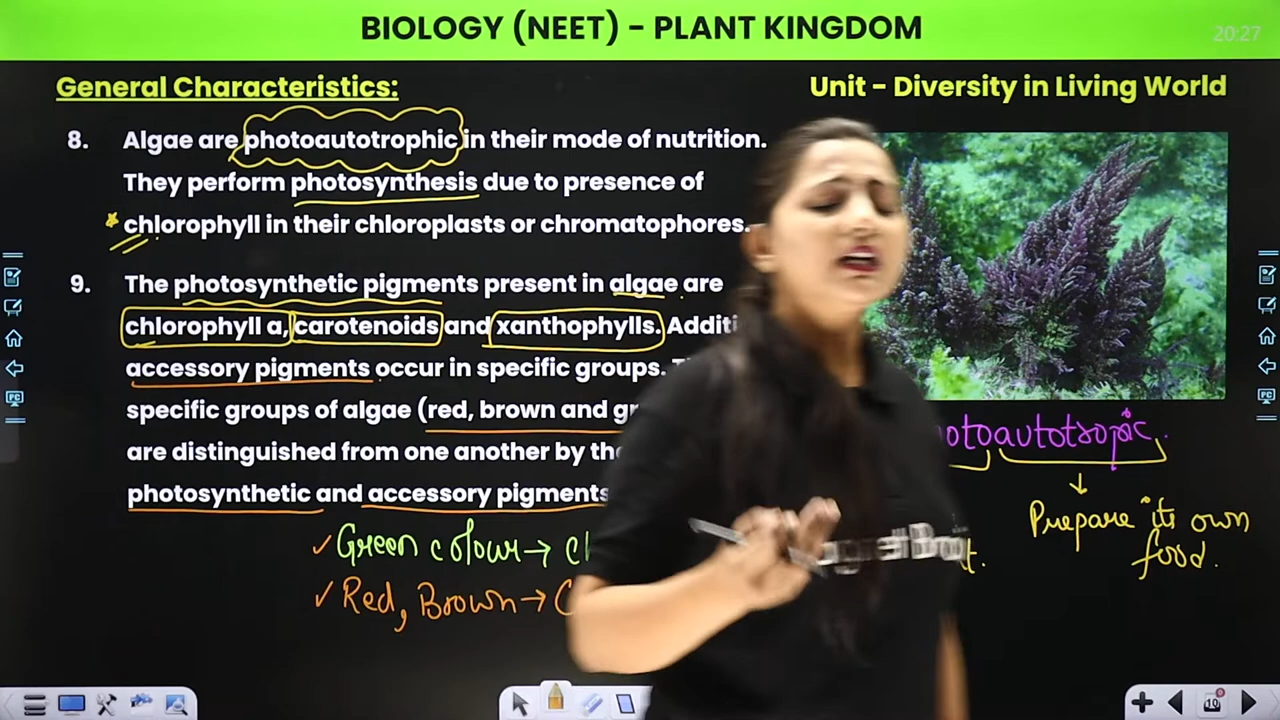 BIOLOGY (NEET) - PLANT KINGDOM
20:27
General Characteristics:
Unit - Diversity in Living World
8. Algae are photoautotrophic in their mode of nutrition.
They perform photosynthesis due to presence of
* chlorophyll in their chloroplasts or chromatophores.
9. The photosynthetic pigments present in algae are
chlorophyll a, carotenoids and xanthophylls.
accessory pigments occur in specific groups.
specific groups of algae (red, brown and
are distinguished from one another by
photosynthetic and accessory pigments
✓ Green colour →
✓ Red, Brown →
otoautotropic.
↓
Prepare its own
food.
PC
PC
10